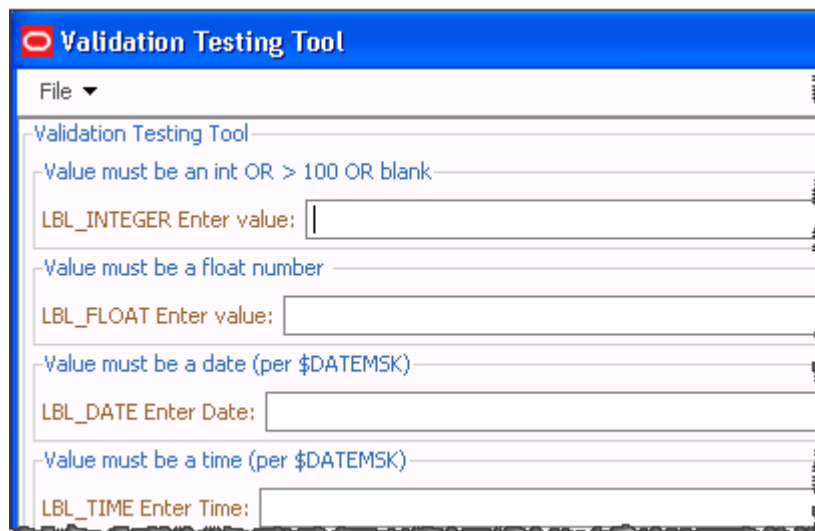 Validation Testing Tool
File
Validation Testing Tool
Value must be an int OR > 100 OR blank
LBL_INTEGER Enter value:
Value must be a float number
LBL_FLOAT Enter value:
Value must be a date (per $DATEMSK)
LBL_DATE Enter Date:
Value must be a time (per $DATEMSK)
LBL_TIME Enter Time: